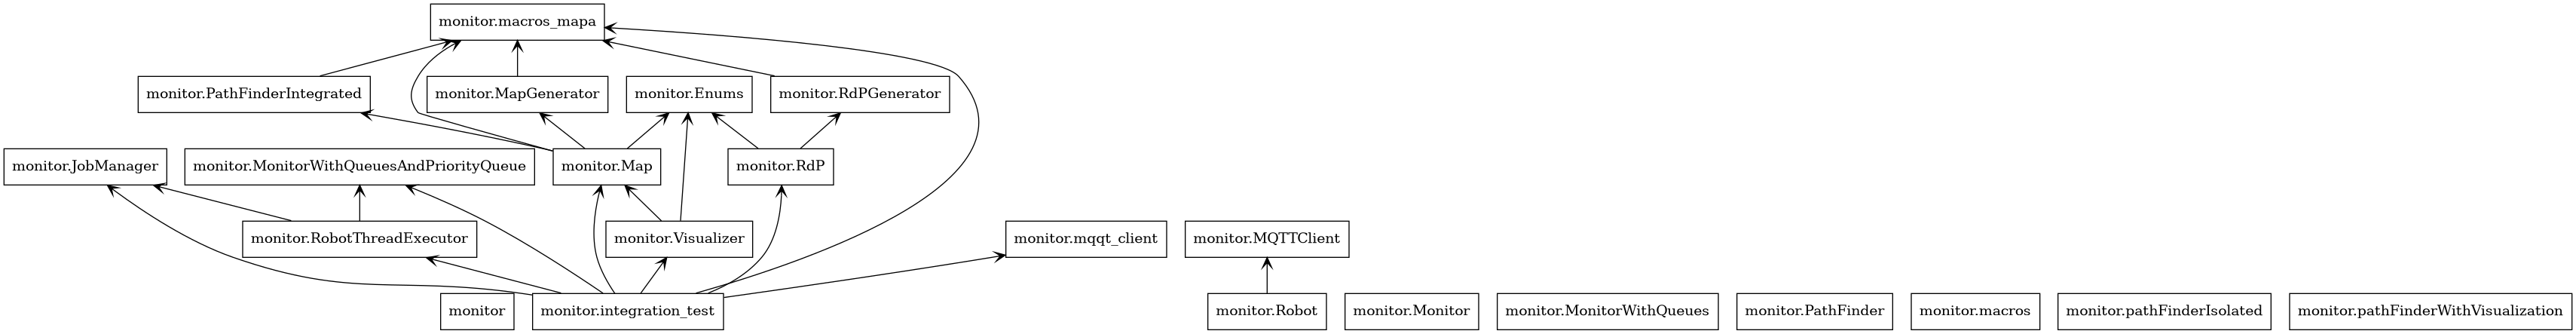 monitor.macros_mapa
monitor.PathFinderIntegrated
monitor.MapGenerator
monitor.Enums
monitor.RdPGenerator
monitor.JobManager
monitor.MonitorWithQueuesAndPriorityQueue
monitor.Map
monitor.RdP
monitor.RobotThreadExecutor
monitor.Visualizer
monitor.mqqt_client
monitor.MQTTClient
monitor
monitor.integration_test
monitor.Robot
monitor.Monitor
monitor.MonitorWithQueues
monitor.PathFinder
monitor.macros
monitor.pathFinderIsolated
monitor.pathFinderWithVisualization